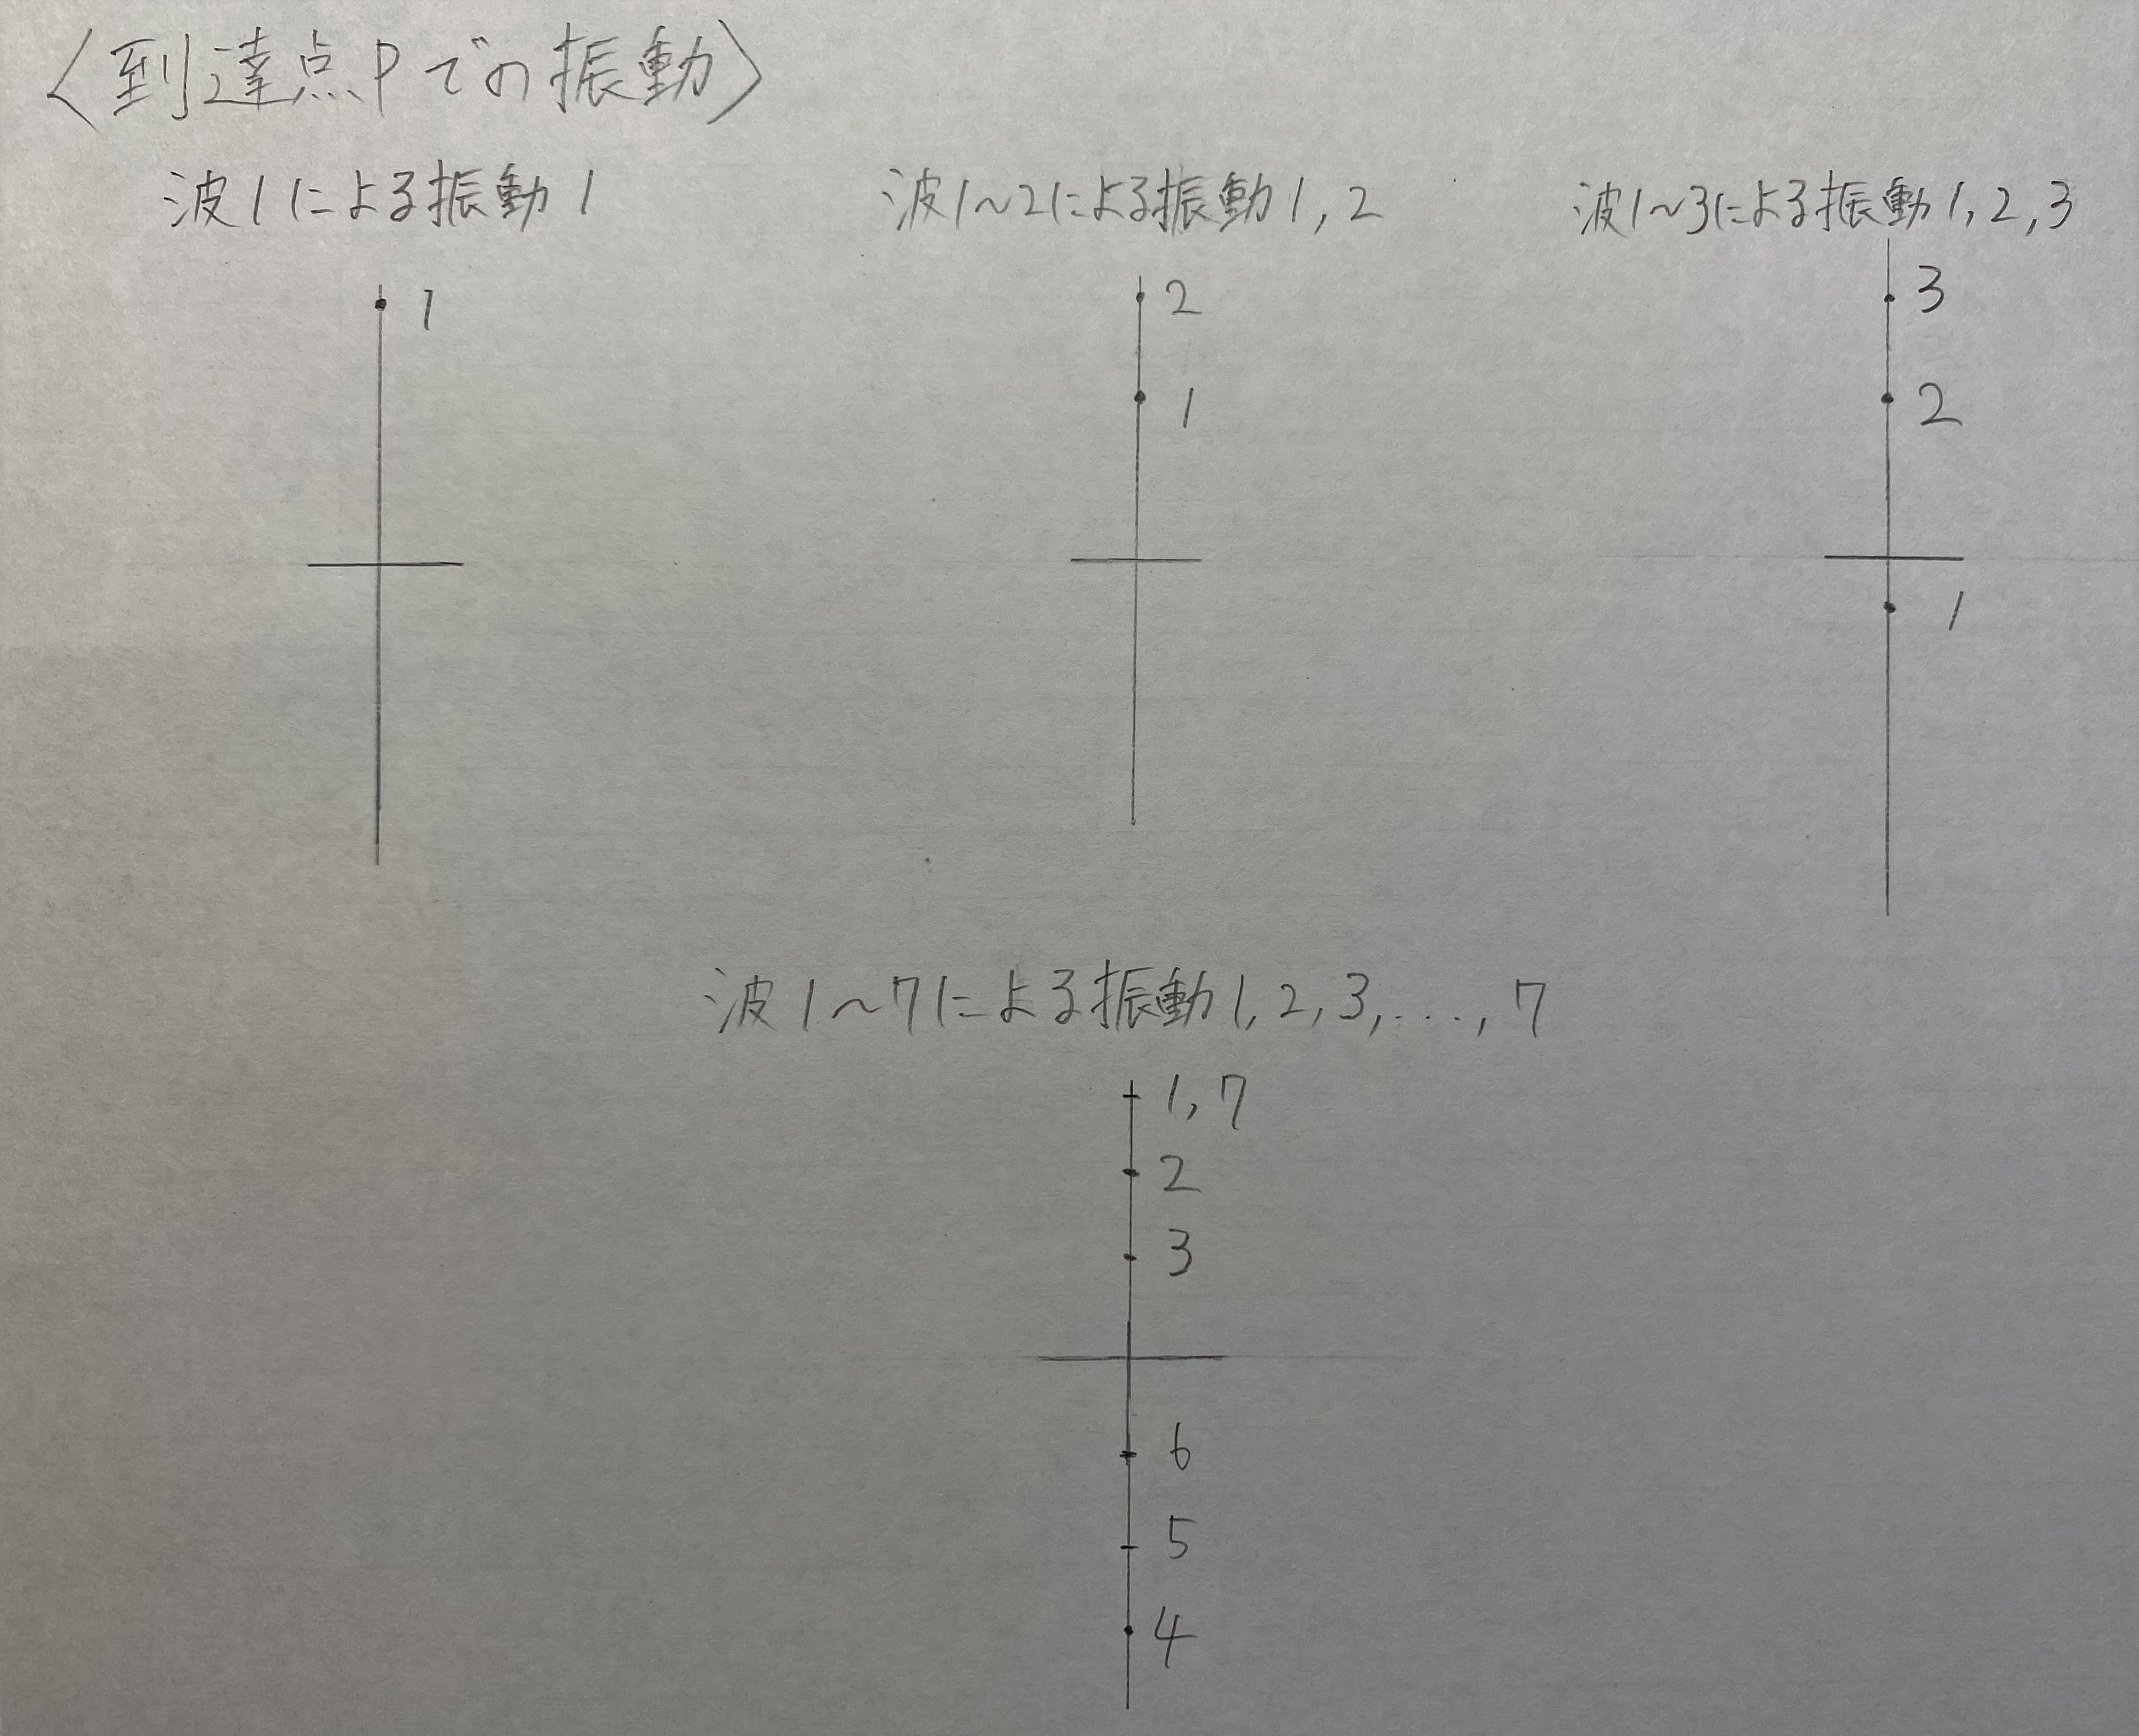 〈到達点Pでの振動〉
波1による振動1
1
波1~2による振動1, 2
2
1
波1~3による振動1, 2, 3
3
2
1
波1~7による振動1, 2, 3, ...., 7
1, 7
2
3
6
5
4